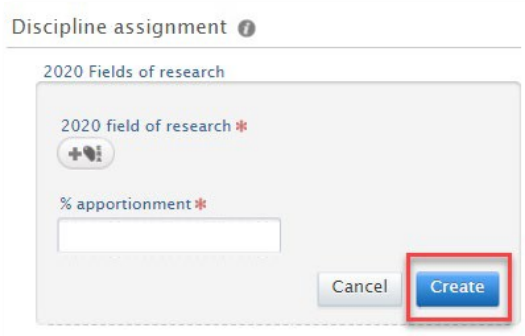 Discipline assignment
2020 Fields of research
2020 field of research *
% apportionment *
Cancel Create